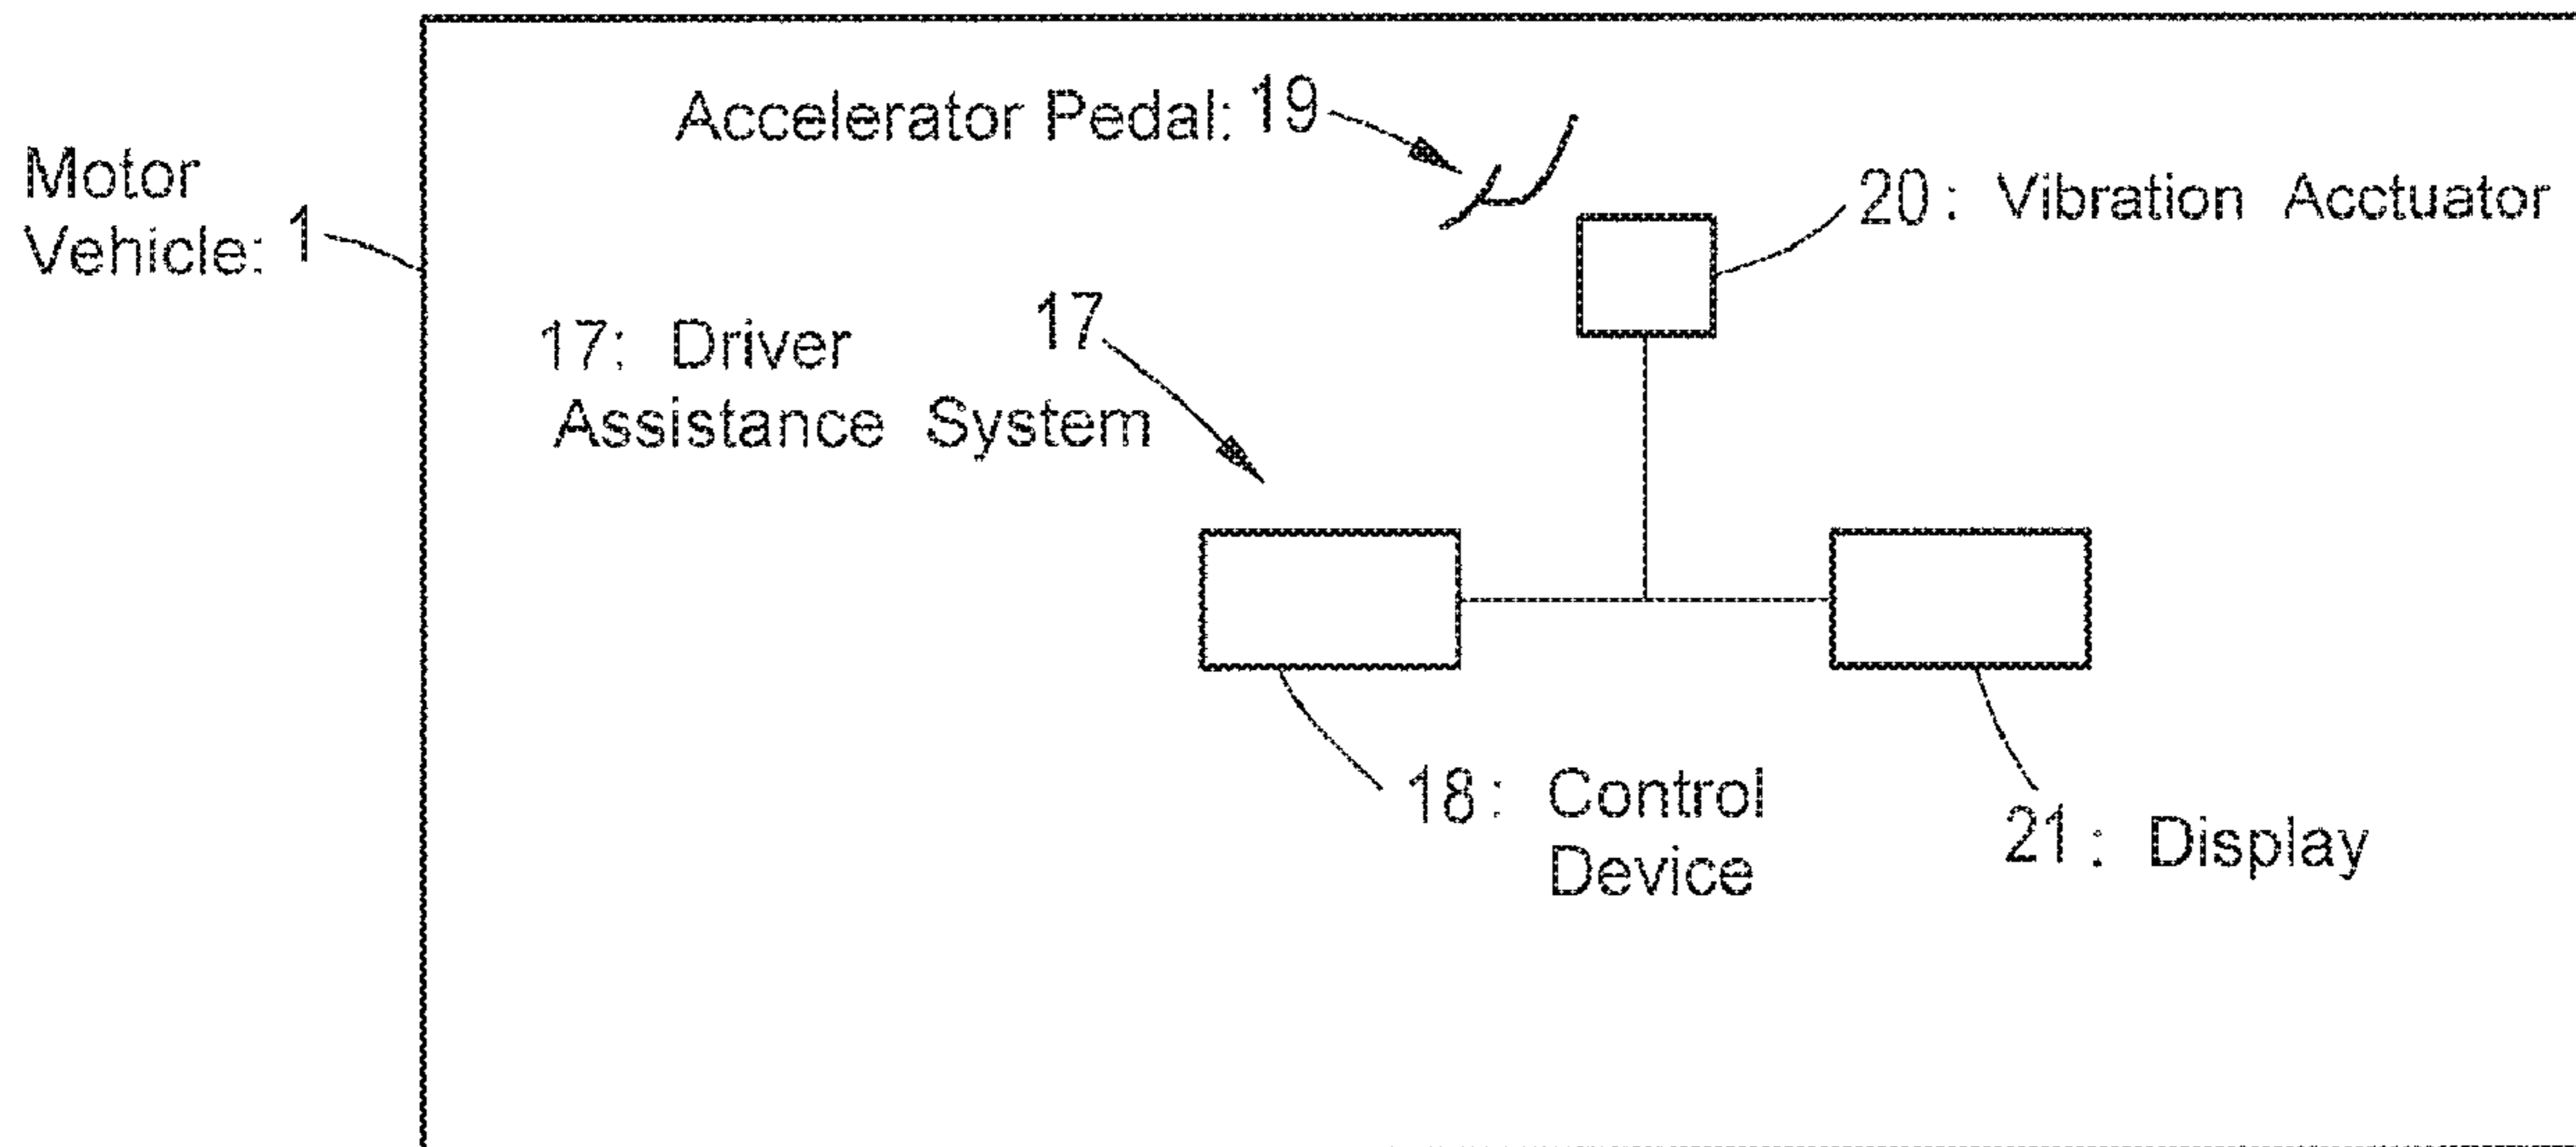 Accelerator Pedal: 19
Motor
Vehicle: 1
20: Vibration Acctuator
17
17: Driver
Assistance System
18: Control
Device
21: Display